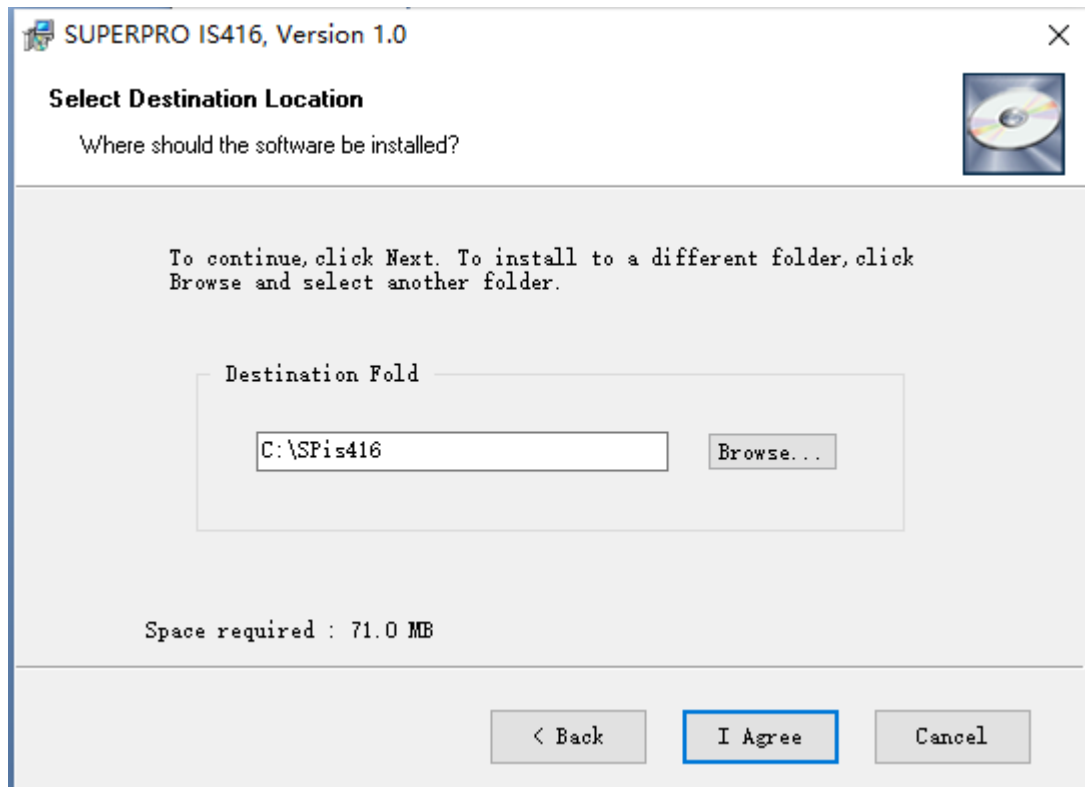 SUPERPRO IS416, Version 1.0
Select Destination Location
Where should the software be installed?
To continue,click Next. To install to a different folder,click
Browse and select another folder.
Destination Fold
C:\SPis416
Browse...
Space required : 71.0 MB
< Back
I Agree
Cancel